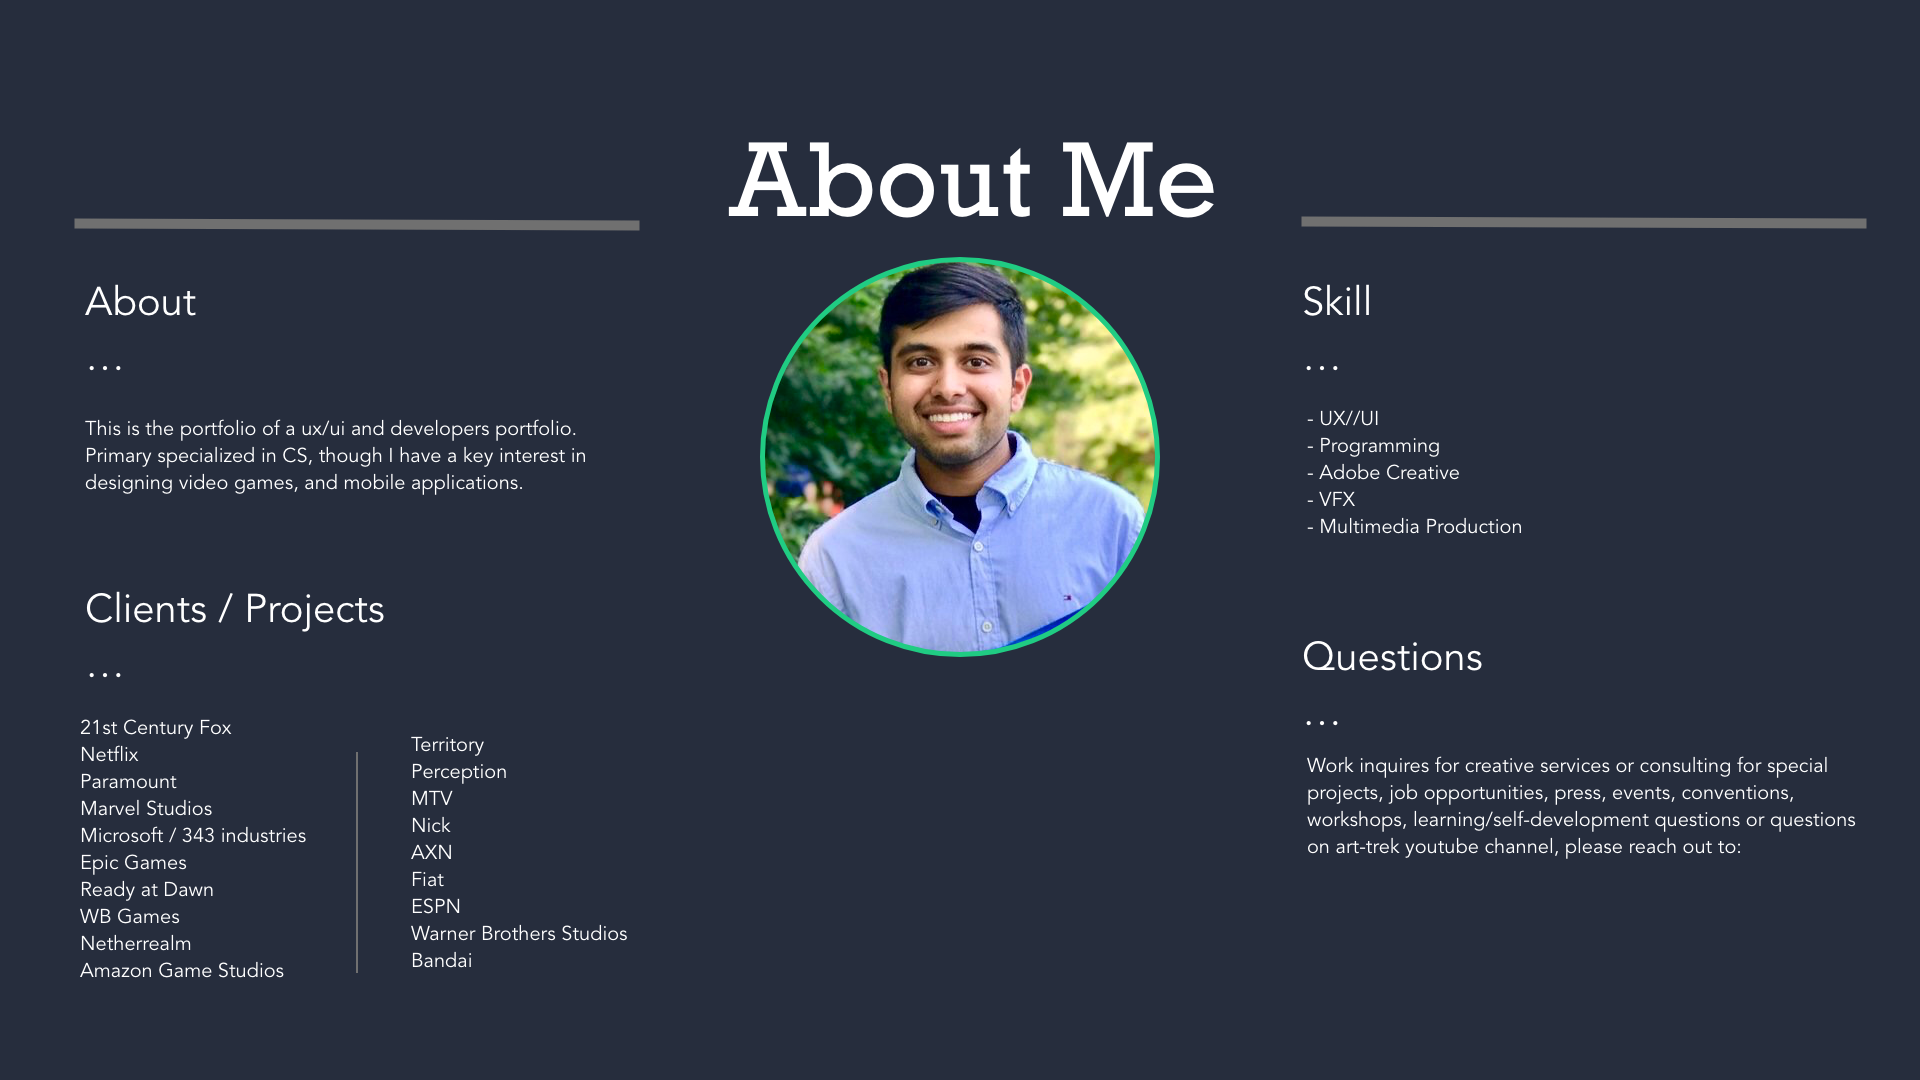 About Me
About
...
This is the portfolio of a ux/ui and developers portfolio.
Primary specialized in CS, though I have a key interest in
designing video games, and mobile applications.
Clients / Projects
...
21st Century Fox
Netflix
Paramount
Marvel Studios
Microsoft / 343 industries
Epic Games
Ready at Dawn
WB Games
Netherrealm
Amazon Game Studios
Territory
Perception
MTV
Nick
AXN
Fiat
ESPN
Warner Brothers Studios
Bandai
Skill
...
- UX//UI
- Programming
- Adobe Creative
- VFX
- Multimedia Production
Questions
...
Work inquires for creative services or consulting for special
projects, job opportunities, press, events, conventions,
workshops, learning/self-development questions or questions
on art-trek youtube channel, please reach out to: